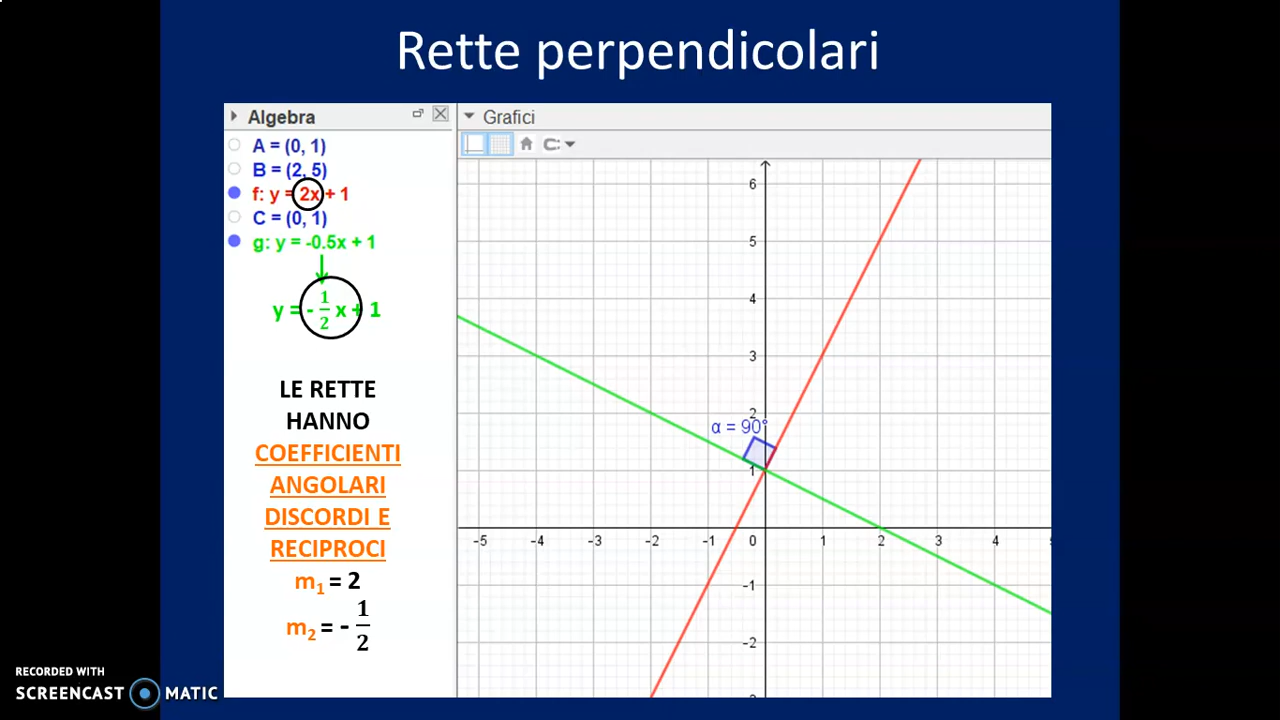 Rette perpendicolari
Algebra
A = (0, 1)
B = (2, 5)
f: y = 2x + 1
C = (0, 1)
g: y = -0.5x + 1
y = - 1/2 x + 1
LE RETTE
HANNO
COEFFICIENTI
ANGOLARI
DISCORDI E
RECIPROCI
m₁ = 2
m₂ = - 1/2
Grafici
6
5
4
3
2
α = 90°
1
-5 -4 -3 -2 -1 0 1 2 3 4
-1
-2
RECORDED WITH
SCREENCAST MATIC